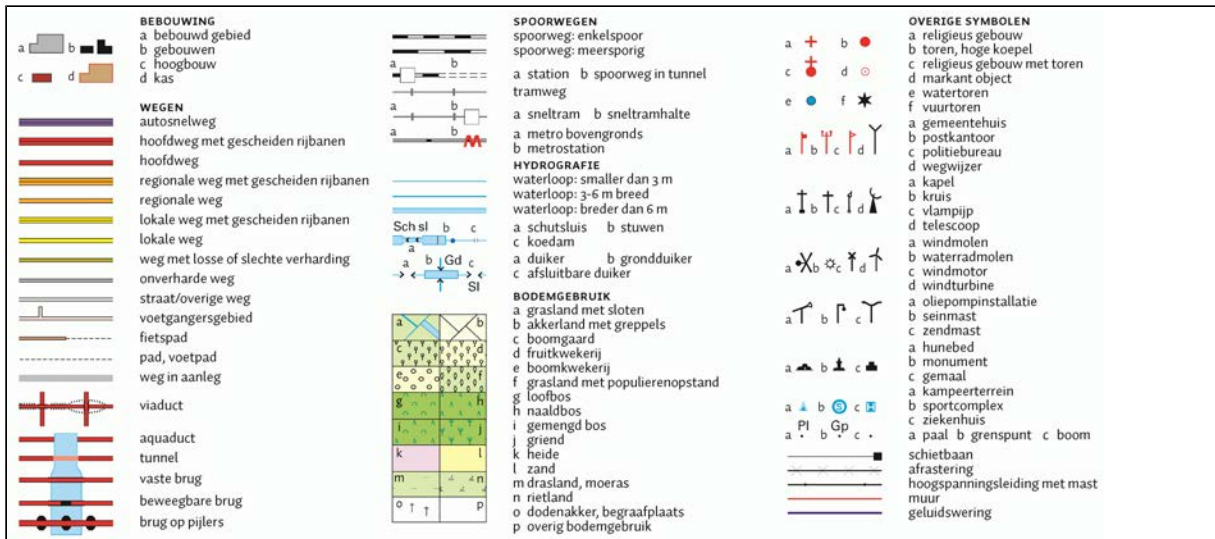 BEBOUWING
a bebouwd gebied
a b b gebouwen
c hoogbouw
c d d kas
WEGEN
autosnelweg
hoofdweg met gescheiden rijbanen
hoofdweg
regionale weg met gescheiden rijbanen
regionale weg
lokale weg met gescheiden rijbanen
lokale weg
weg met losse of slechte verharding
onverharde weg
straat/overige weg
voetgangersgebied
fietspad
pad, voetpad
weg in aanleg
viaduct
aquaduct
tunnel
vaste brug
beweegbare brug
brug op pijlers
SPOORWEGEN
spoorweg: enkelspoor
spoorweg: meersporig
a b
a station b spoorweg in tunnel
tramweg
a b
a sneltram b sneltramhalte
a b
a metro bovengronds
b metrostation
HYDROGRAFIE
waterloop: smaller dan 3 m
waterloop: 3-6 m breed
waterloop: breder dan 6 m
Sch sl b c
a schutsluis b stuwen
a
c koedam
a b Gd c
a duiker b grondduiker
c afsluitbare duiker
Sl
BODEMGEBRUIK
a b
a grasland met sloten
b akkerland met greppels
c d
c boomgaard
d fruitkwekerij
e f
e boomkwekerij
f grasland met populierenopstand
g h
g loofbos
h naaldbos
i j
i gemengd bos
j griend
k l
k heide
l zand
m n
m drasland, moeras
n rietland
o p
o dodenakker, begraafplaats
p overig bodemgebruik
OVERIGE SYMBOLEN
a b
a religieus gebouw
b toren, hoge koepel
c d
c religieus gebouw met toren
d markant object
e f
e watertoren
f vuurtoren
a b c d
a gemeentehuis
b postkantoor
c politiebureau
d wegwijzer
a b c d
a kapel
b kruis
c vlampijp
d telescoop
a b c d
a windmolen
b waterradmolen
c windmotor
d windturbine
a b c
a oliepompinstallatie
b seinmast
c zendmast
a b c
a hunebed
b monument
c gemaal
a b S c H
a kampeerterrein
b sportcomplex
c ziekenhuis
Pl Gp
a b c
a paal b grenspunt c boom
schietbaan
afrastering
hoogspanningsleiding met mast
muur
geluidswering